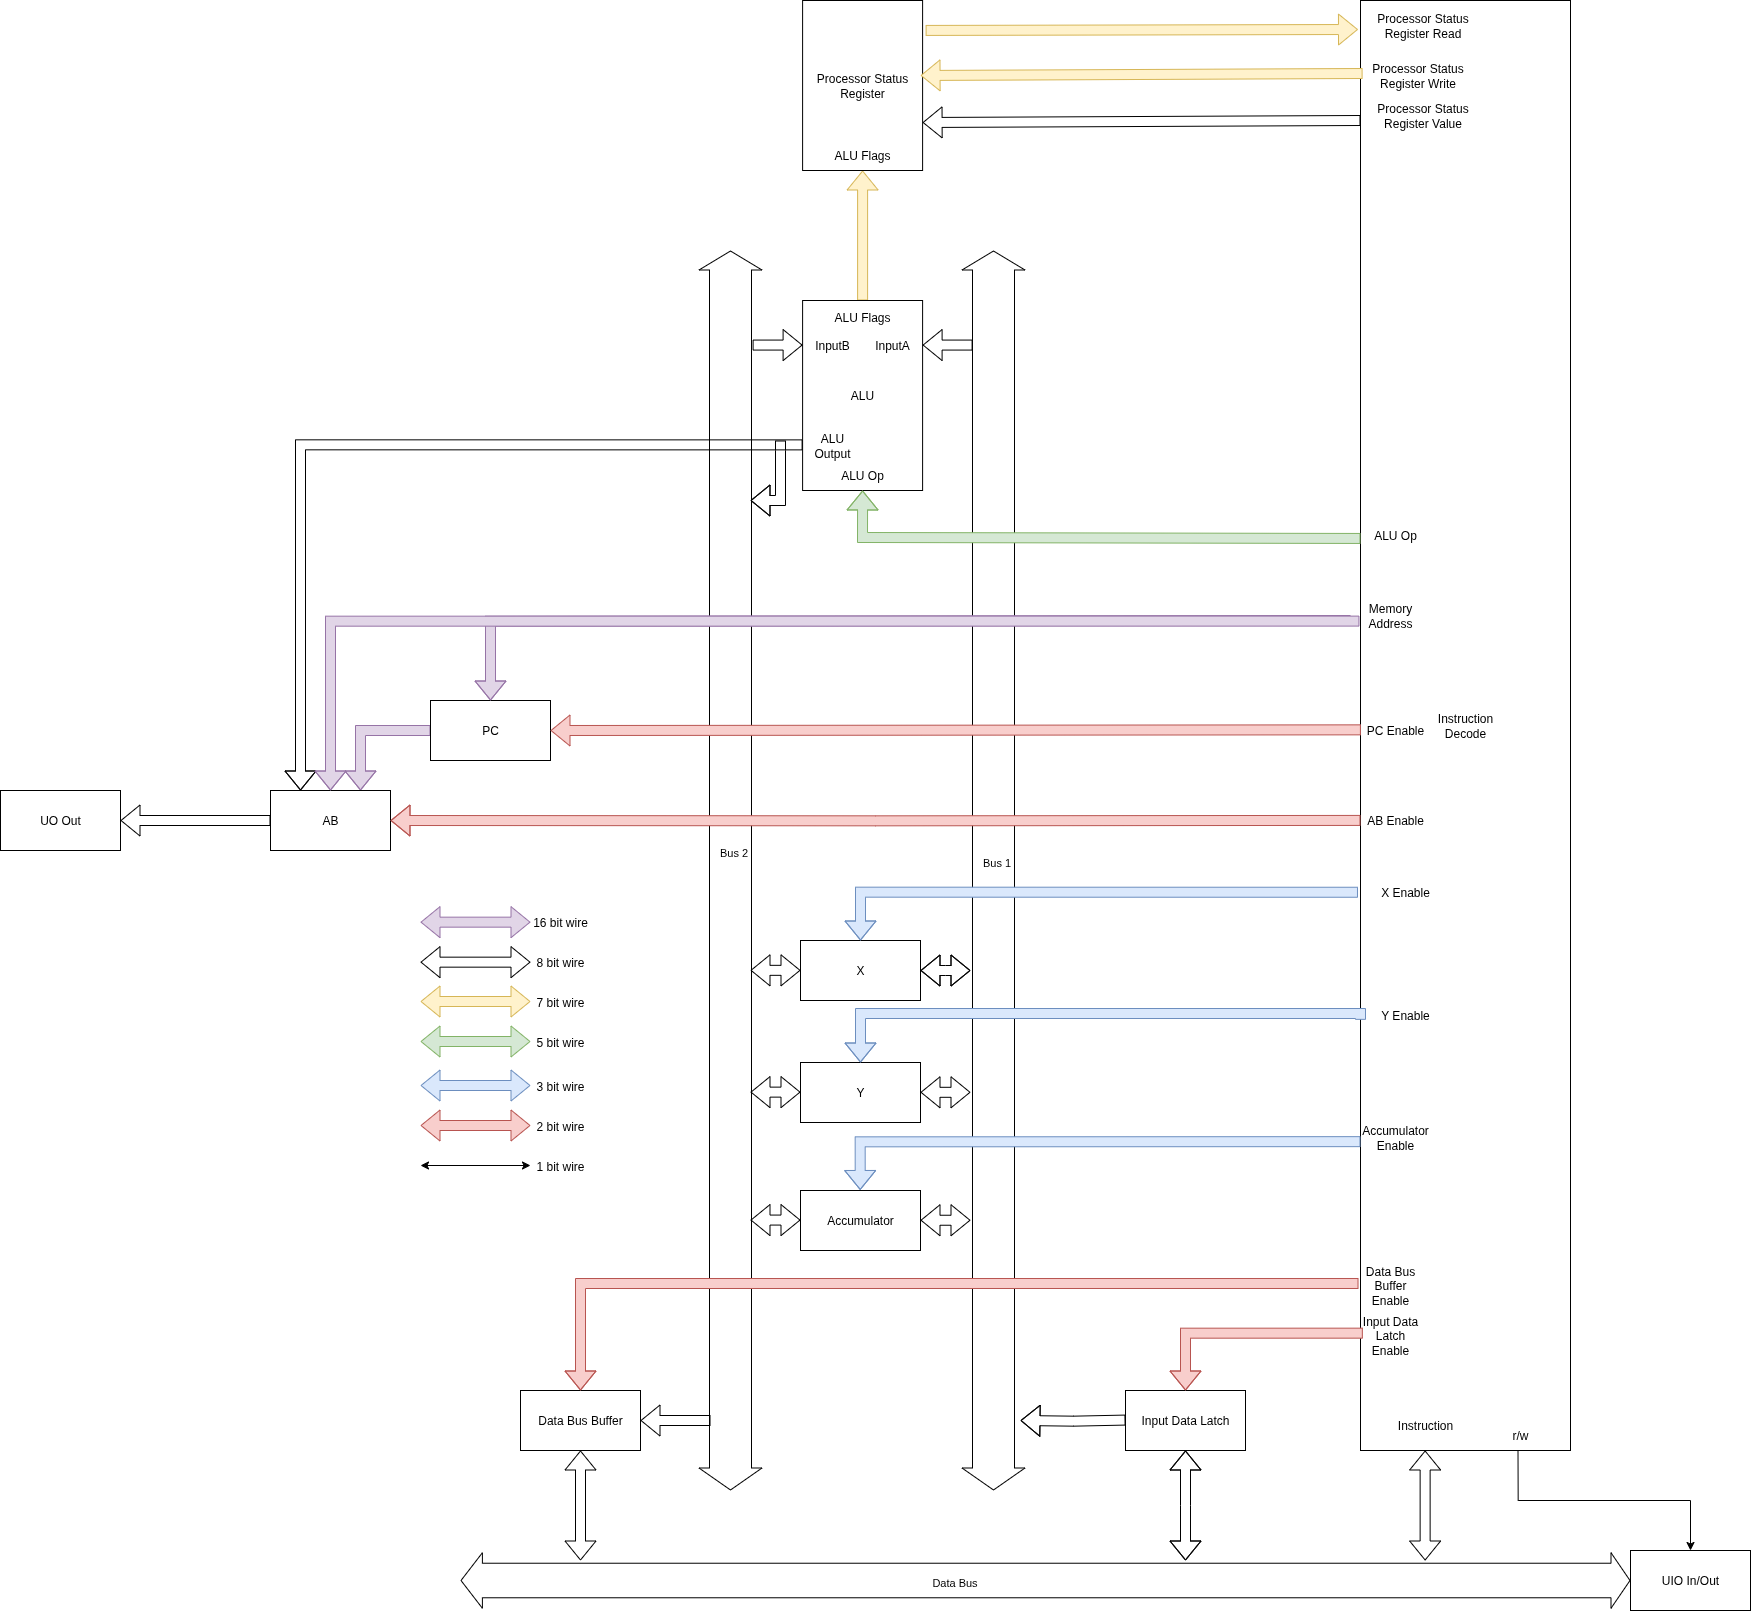 Processor Status
Register Read
Processor Status
Register Write
Processor Status
Register Value
Processor Status
Register
ALU Flags
ALU Flags
InputB
InputA
ALU
ALU
Output
ALU Op
ALU Op
Memory
Address
PC
PC Enable
Instruction
Decode
UO Out
AB
AB Enable
Bus 2
Bus 1
X Enable
16 bit wire
8 bit wire
7 bit wire
5 bit wire
3 bit wire
2 bit wire
1 bit wire
X
Y Enable
Y
Accumulator
Enable
Accumulator
Data Bus
Buffer
Enable
Input Data
Latch
Enable
Data Bus Buffer
Input Data Latch
Instruction
r/w
Data Bus
UIO In/Out